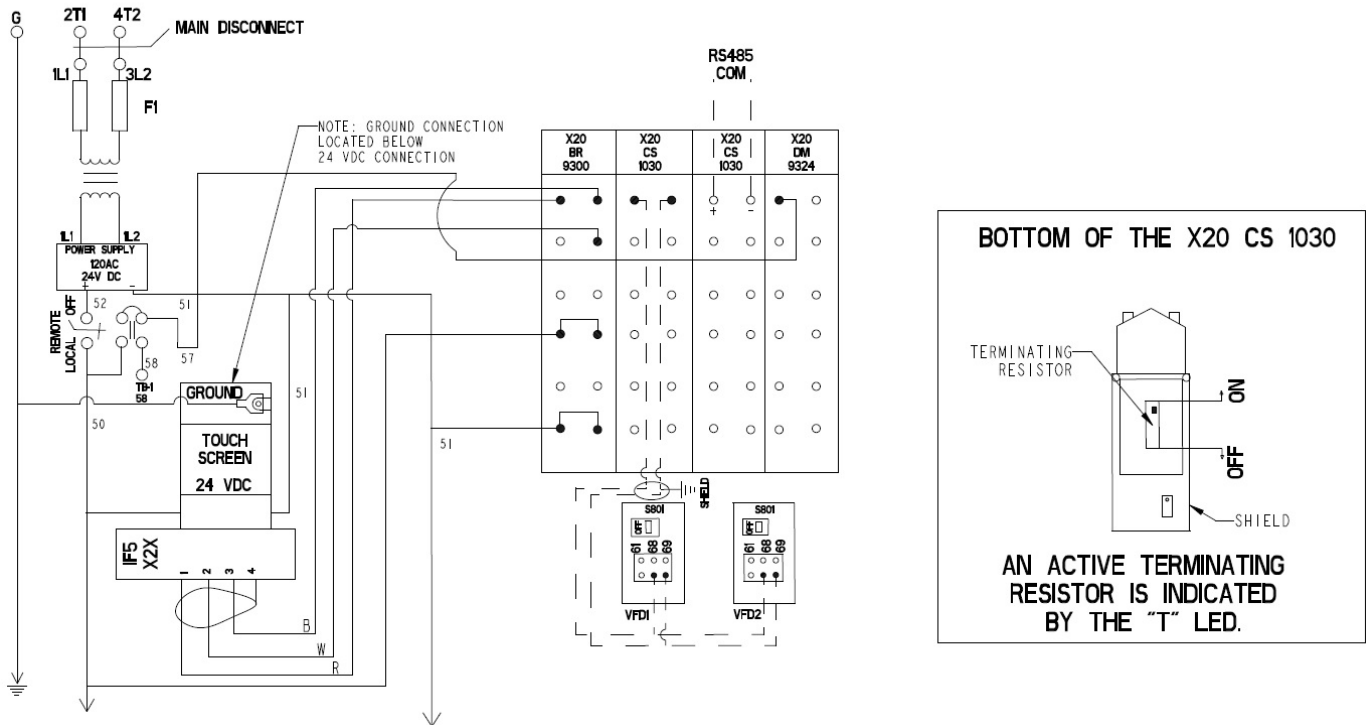 G
2T1
4T2
MAIN DISCONNECT
1L1
3L2
F1
NOTE: GROUND CONNECTION
LOCATED BELOW
24 VDC CONNECTION
1L1
1L2
POWER SUPPLY
120AC
24V DC
+
-
52
51
REMOTE OFF
LOCAL
57
58
TB-1
58
50
GROUND
51
TOUCH
SCREEN
24 VDC
51
IF5
X2X
1 2 3 4
B
W
R
RS485
COM
X20
BR
9300
X20
CS
1030
X20
CS
1030
X20
DM
9324
+ -
SHIELD
S801
OFF
61 68 69
VFD1
S801
OFF
61 68 69
VFD2
BOTTOM OF THE X20 CS 1030
TERMINATING
RESISTOR
ON
OFF
SHIELD
AN ACTIVE TERMINATING
RESISTOR IS INDICATED
BY THE "T" LED.